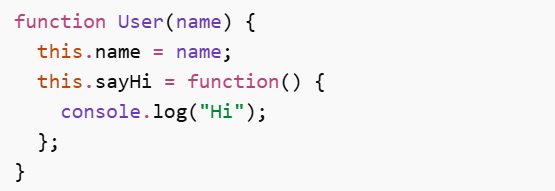 function User(name) {
  this.name = name;
  this.sayHi = function() {
    console.log("Hi");
  };
}